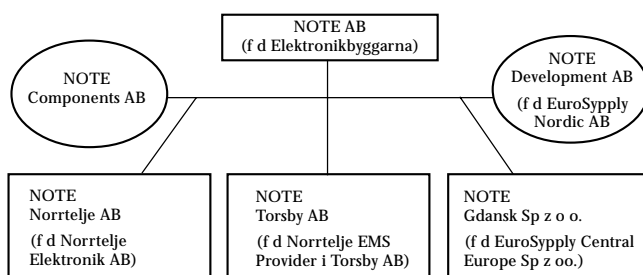 NOTE AB
(f d Elektronikbyggarna)
NOTE
Components AB
NOTE
Development AB
(f d EuroSypply
Nordic AB
NOTE
Norrtelje AB
(f d Norrtelje
Elektronik AB)
NOTE
Torsby AB
(f d Norrtelje EMS
Provider i Torsby AB)
NOTE
Gdansk Sp z o o.
(f d EuroSypply Central
Europe Sp z oo.)